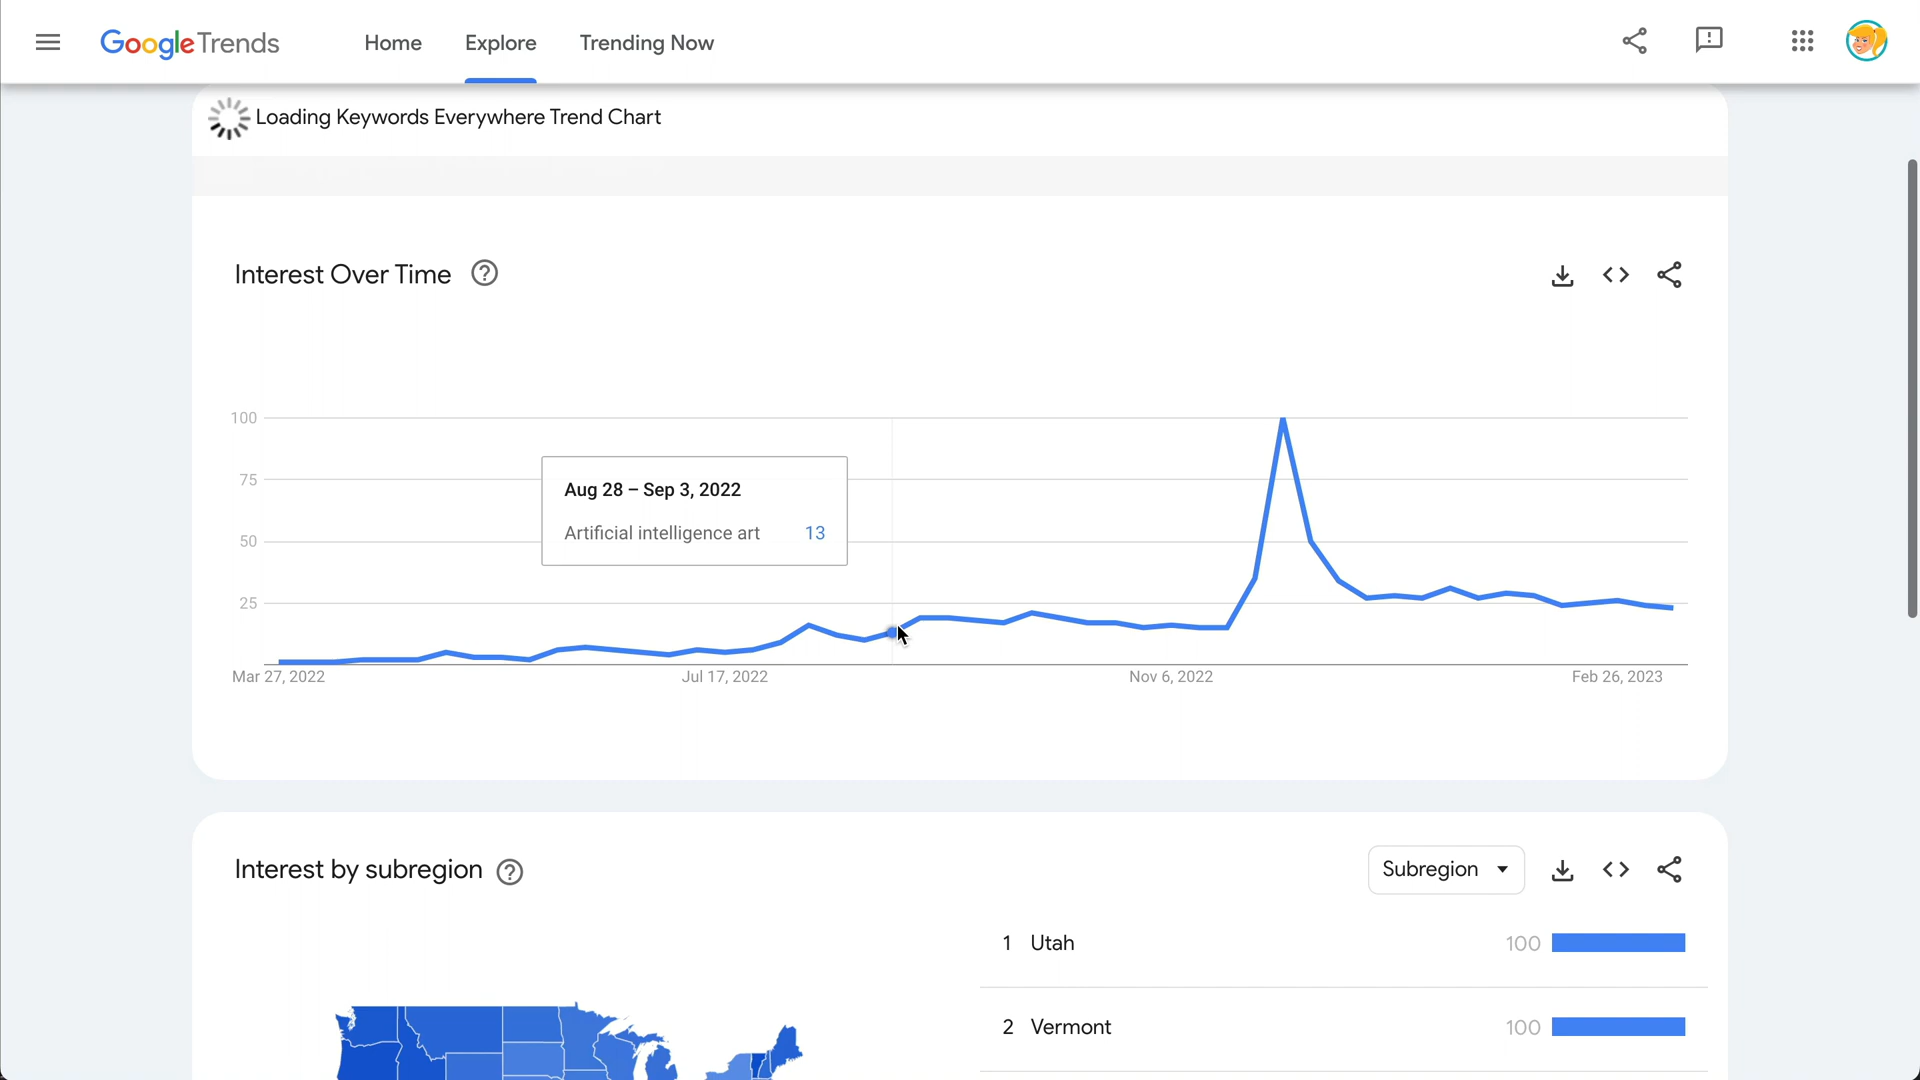 Google Trends
Home
Explore
Trending Now
Loading Keywords Everywhere Trend Chart
Interest Over Time
100
75
50
25
Aug 28 – Sep 3, 2022
Artificial intelligence art 13
Mar 27, 2022
Jul 17, 2022
Nov 6, 2022
Feb 26, 2023
Interest by subregion
Subregion
1 Utah 100
2 Vermont 100